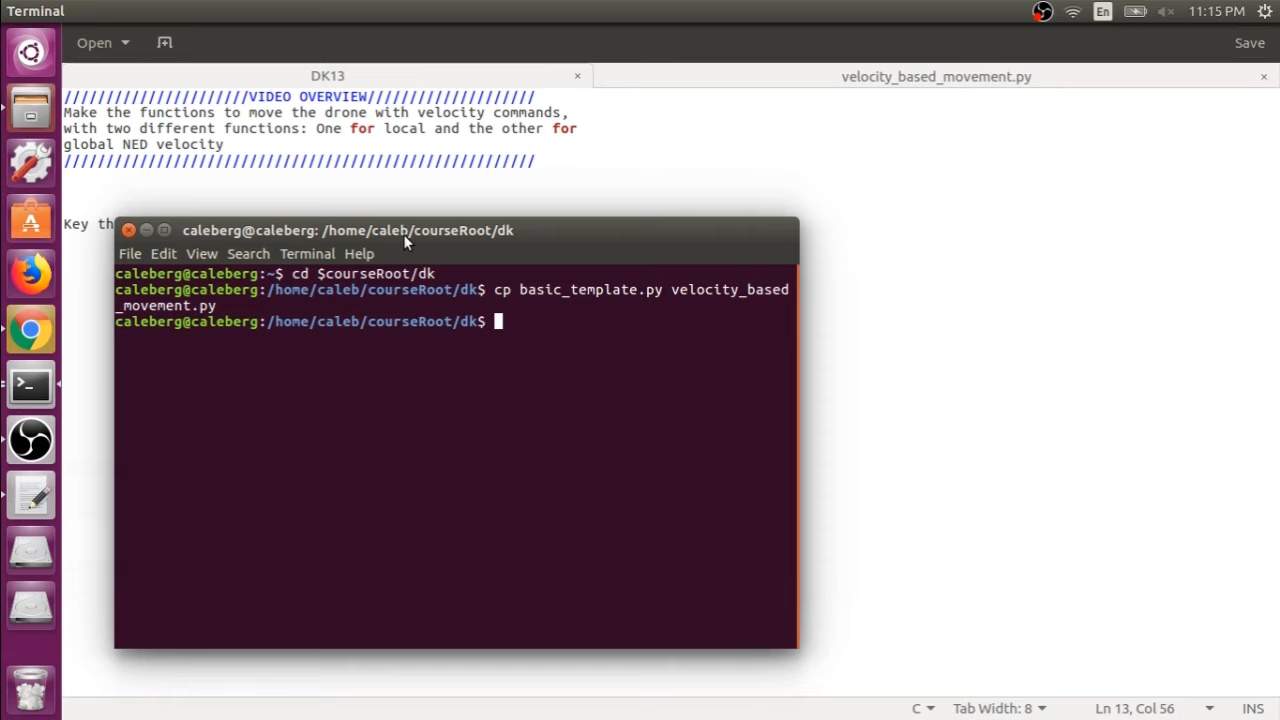 Terminal
En
11:15 PM
Open
Save
DK13
velocity_based_movement.py
//////////////////////VIDEO OVERVIEW////////////////////
Make the functions to move the drone with velocity commands,
with two different functions: One for local and the other for
global NED velocity
////////////////////////////////////////////////////////
Key th
caleberg@caleberg: /home/caleb/courseRoot/dk
File Edit View Search Terminal Help
caleberg@caleberg:~$ cd $courseRoot/dk
caleberg@caleberg:/home/caleb/courseRoot/dk$ cp basic_template.py velocity_based
_movement.py
caleberg@caleberg:/home/caleb/courseRoot/dk$
C Tab Width: 8 Ln 13, Col 56 INS